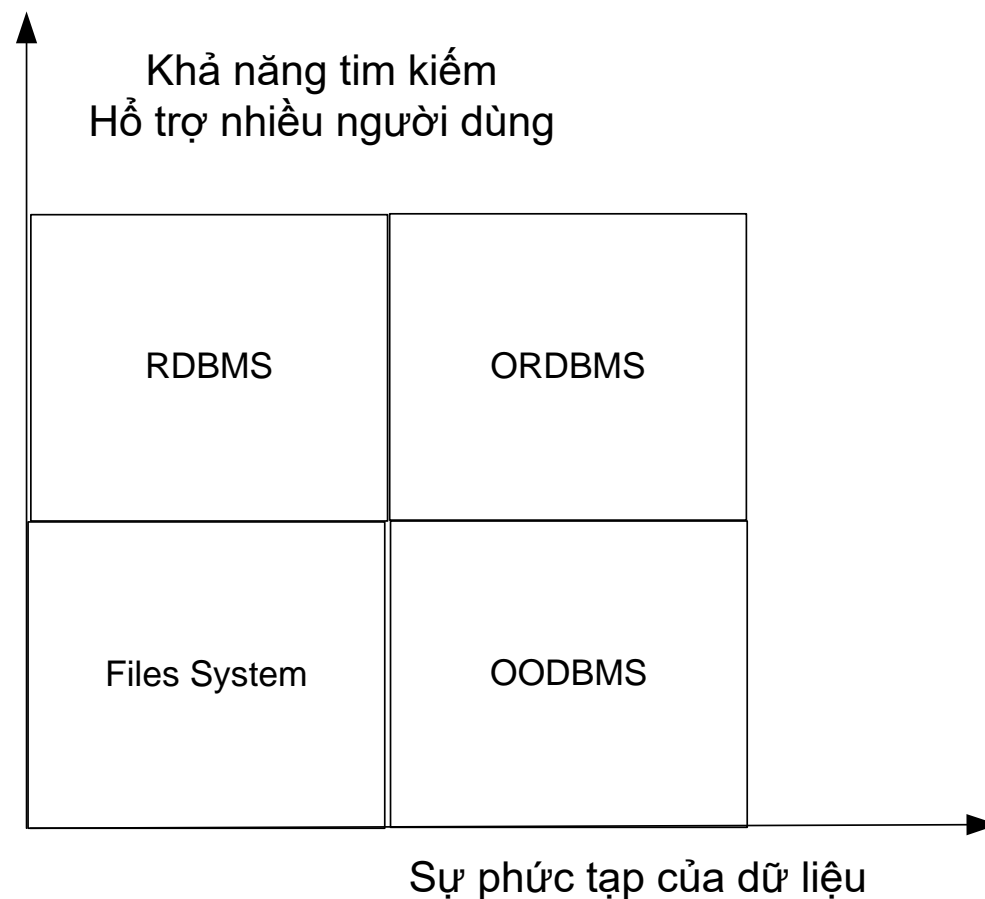 Khả năng tim kiếm
Hổ trợ nhiều người dùng
RDBMS
ORDBMS
Files System
OODBMS
Sự phức tạp của dữ liệu